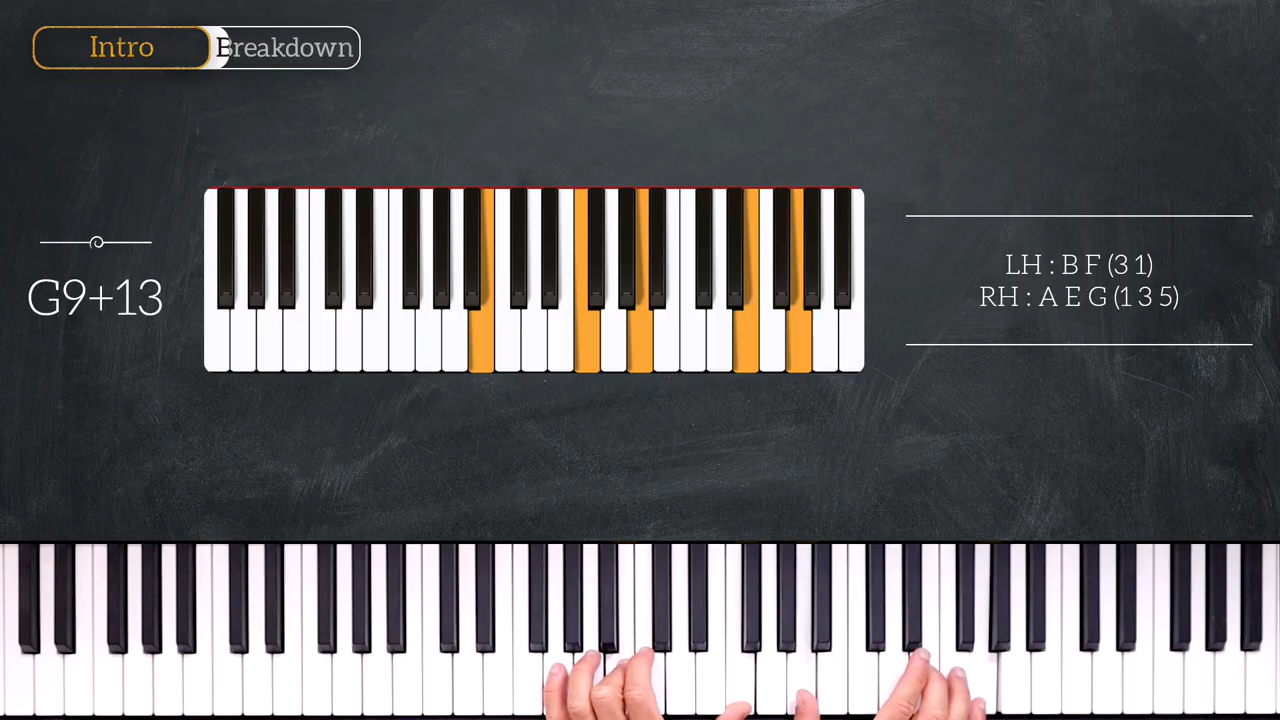 Intro
Breakdown
G9+13
LH : B F (3 1)
RH : A E G (1 3 5)